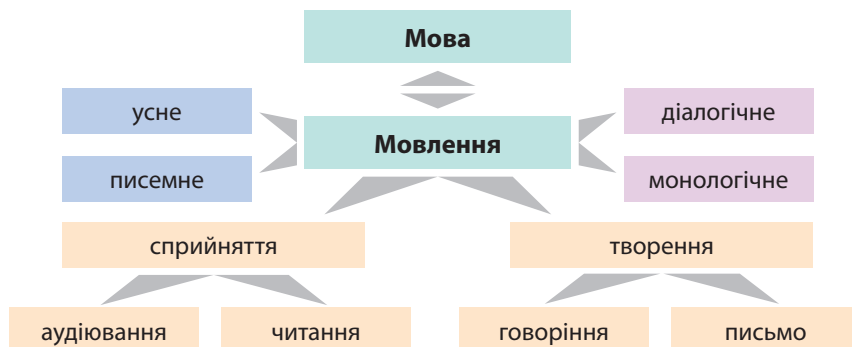 Мова
усне
діалогічне
Мовлення
писемне
монологічне
сприйняття
творення
аудіювання
читання
говоріння
письмо